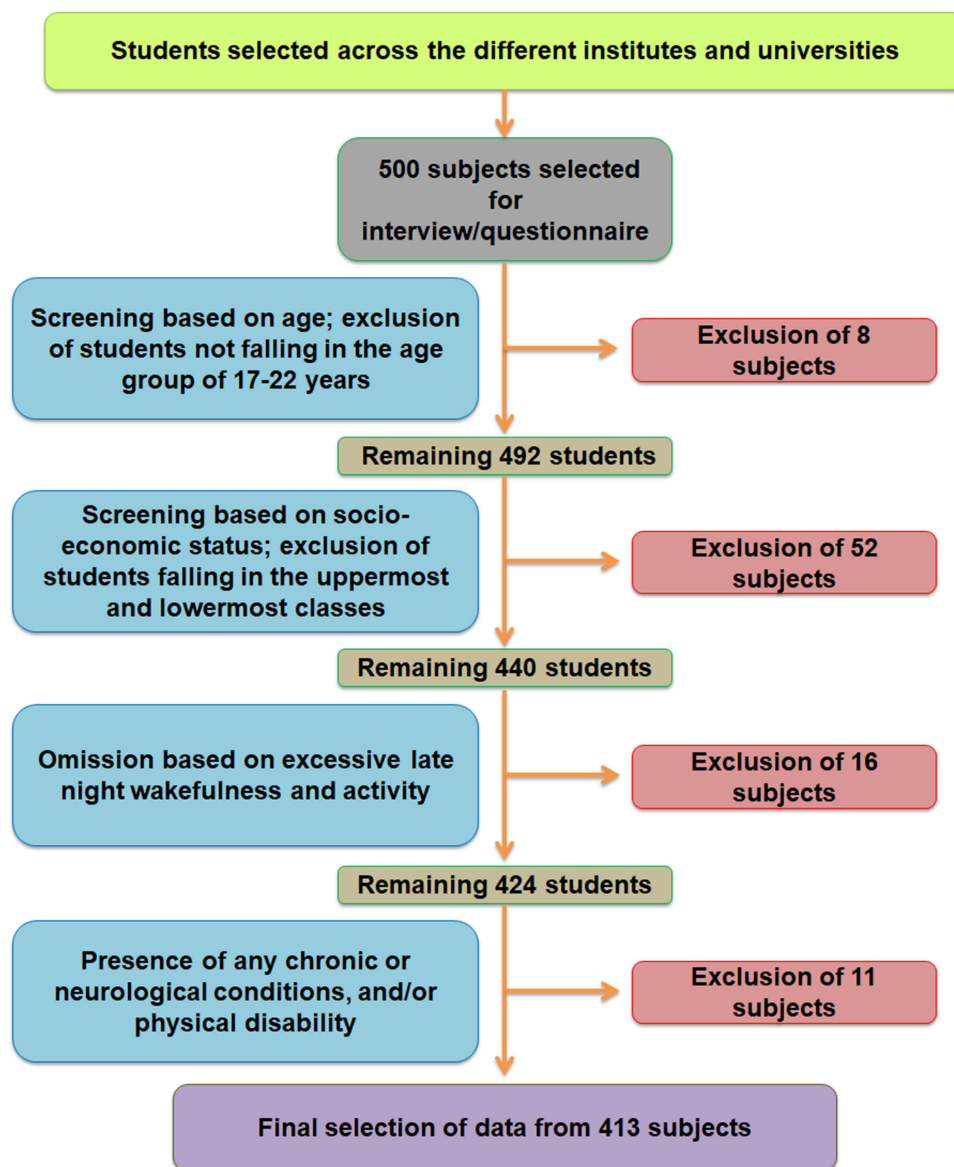 Students selected across the different institutes and universities
500 subjects selected
for
interview/questionnaire
Screening based on age; exclusion
of students not falling in the age
group of 17-22 years
Exclusion of 8
subjects
Remaining 492 students
Screening based on socio-
economic status; exclusion of
students falling in the uppermost
and lowermost classes
Exclusion of 52
subjects
Remaining 440 students
Omission based on excessive late
night wakefulness and activity
Exclusion of 16
subjects
Remaining 424 students
Presence of any chronic or
neurological conditions, and/or
physical disability
Exclusion of 11
subjects
Final selection of data from 413 subjects